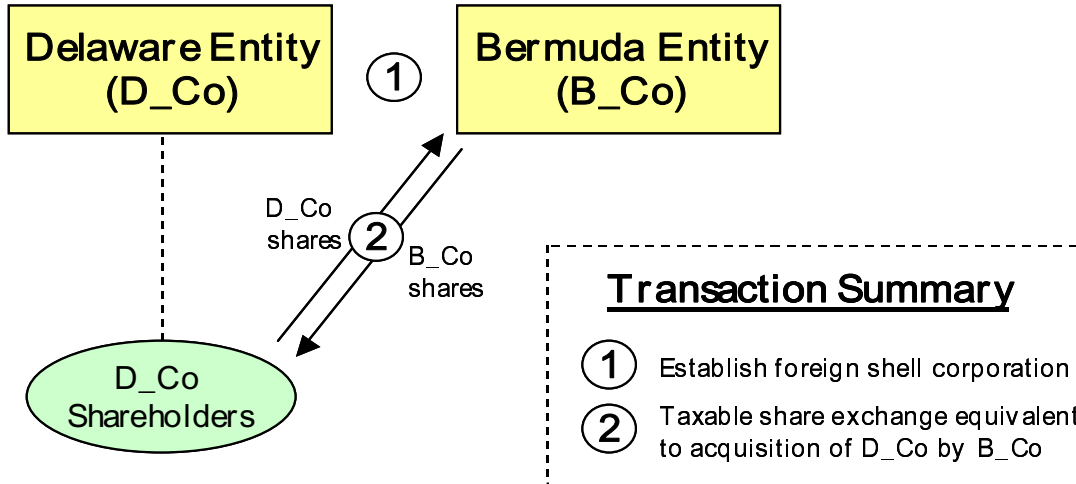 Delaware Entity
(D_Co)
1
Bermuda Entity
(B_Co)
D_Co
shares
2
B_Co
shares
D_Co
Shareholders
Transaction Summary
1 Establish foreign shell corporation
2 Taxable share exchange equivalent
to acquisition of D_Co by B_Co